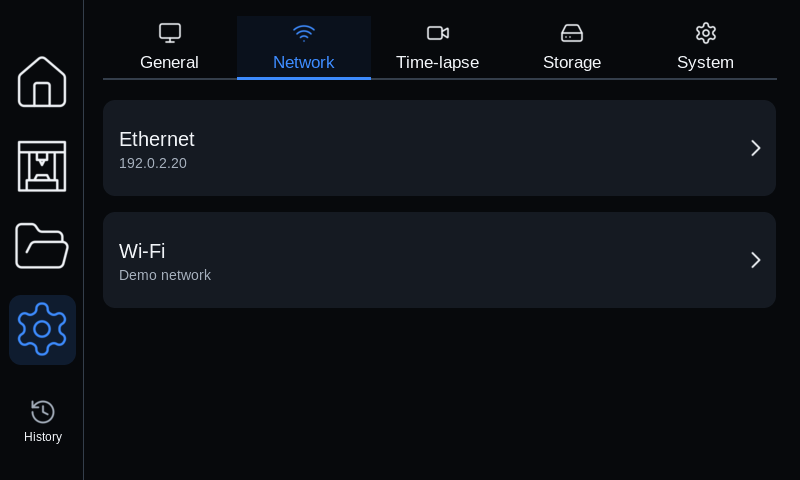 General
Network
Time-lapse
Storage
System
Ethernet
192.0.2.20
Wi-Fi
Demo network
History